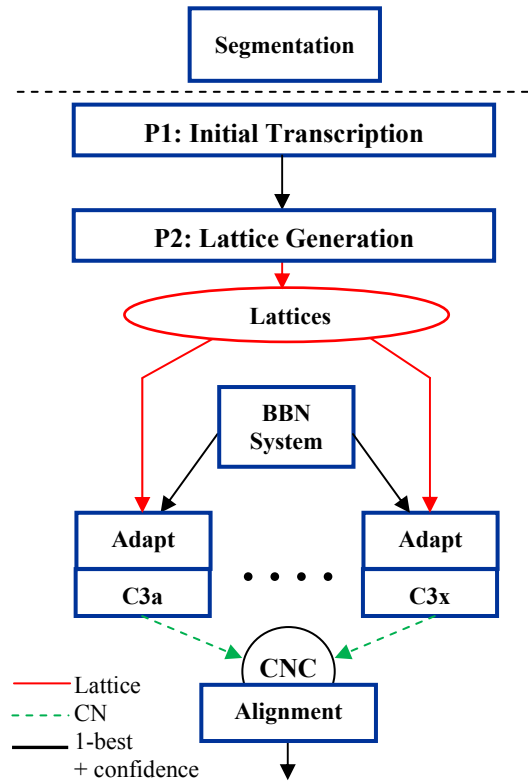 Segmentation
P1: Initial Transcription
P2: Lattice Generation
Lattices
BBN
System
Adapt
Adapt
C3a
C3x
CNC
Alignment
Lattice
CN
1-best
+ confidence